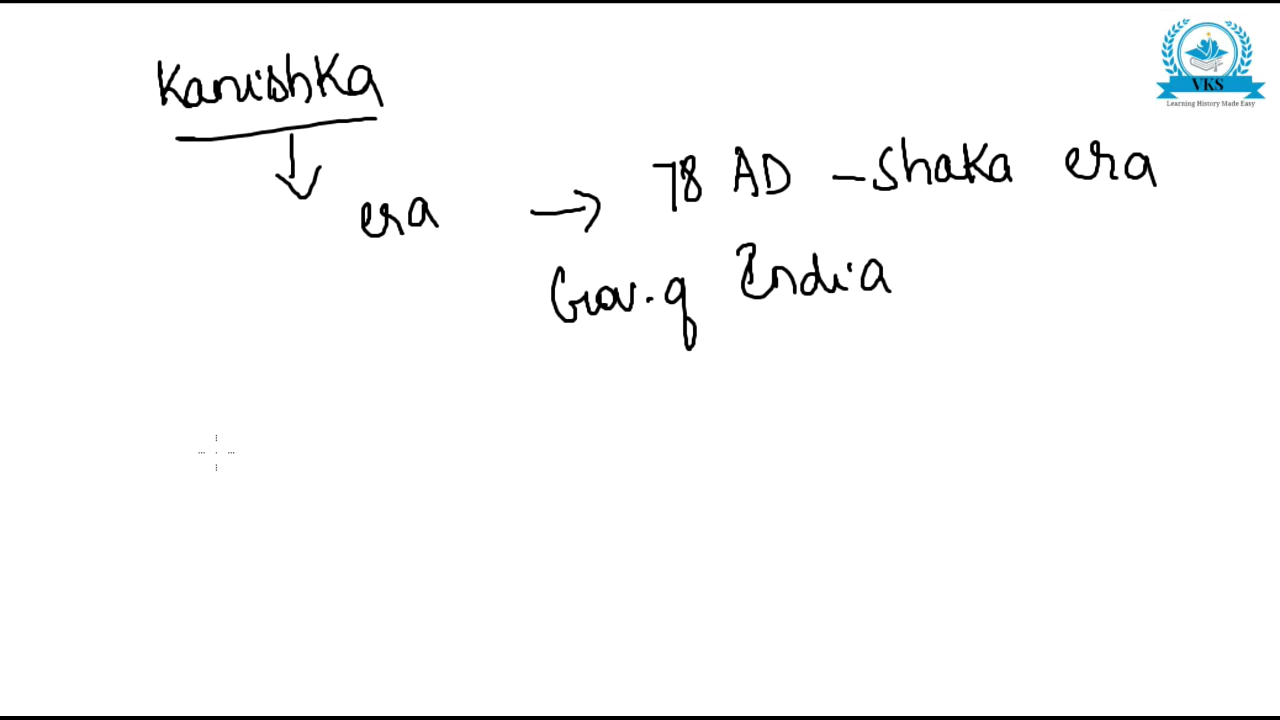 Kanishka
era → 78 AD – Shaka era
Gov. of India
VKS
Learning History Made Easy